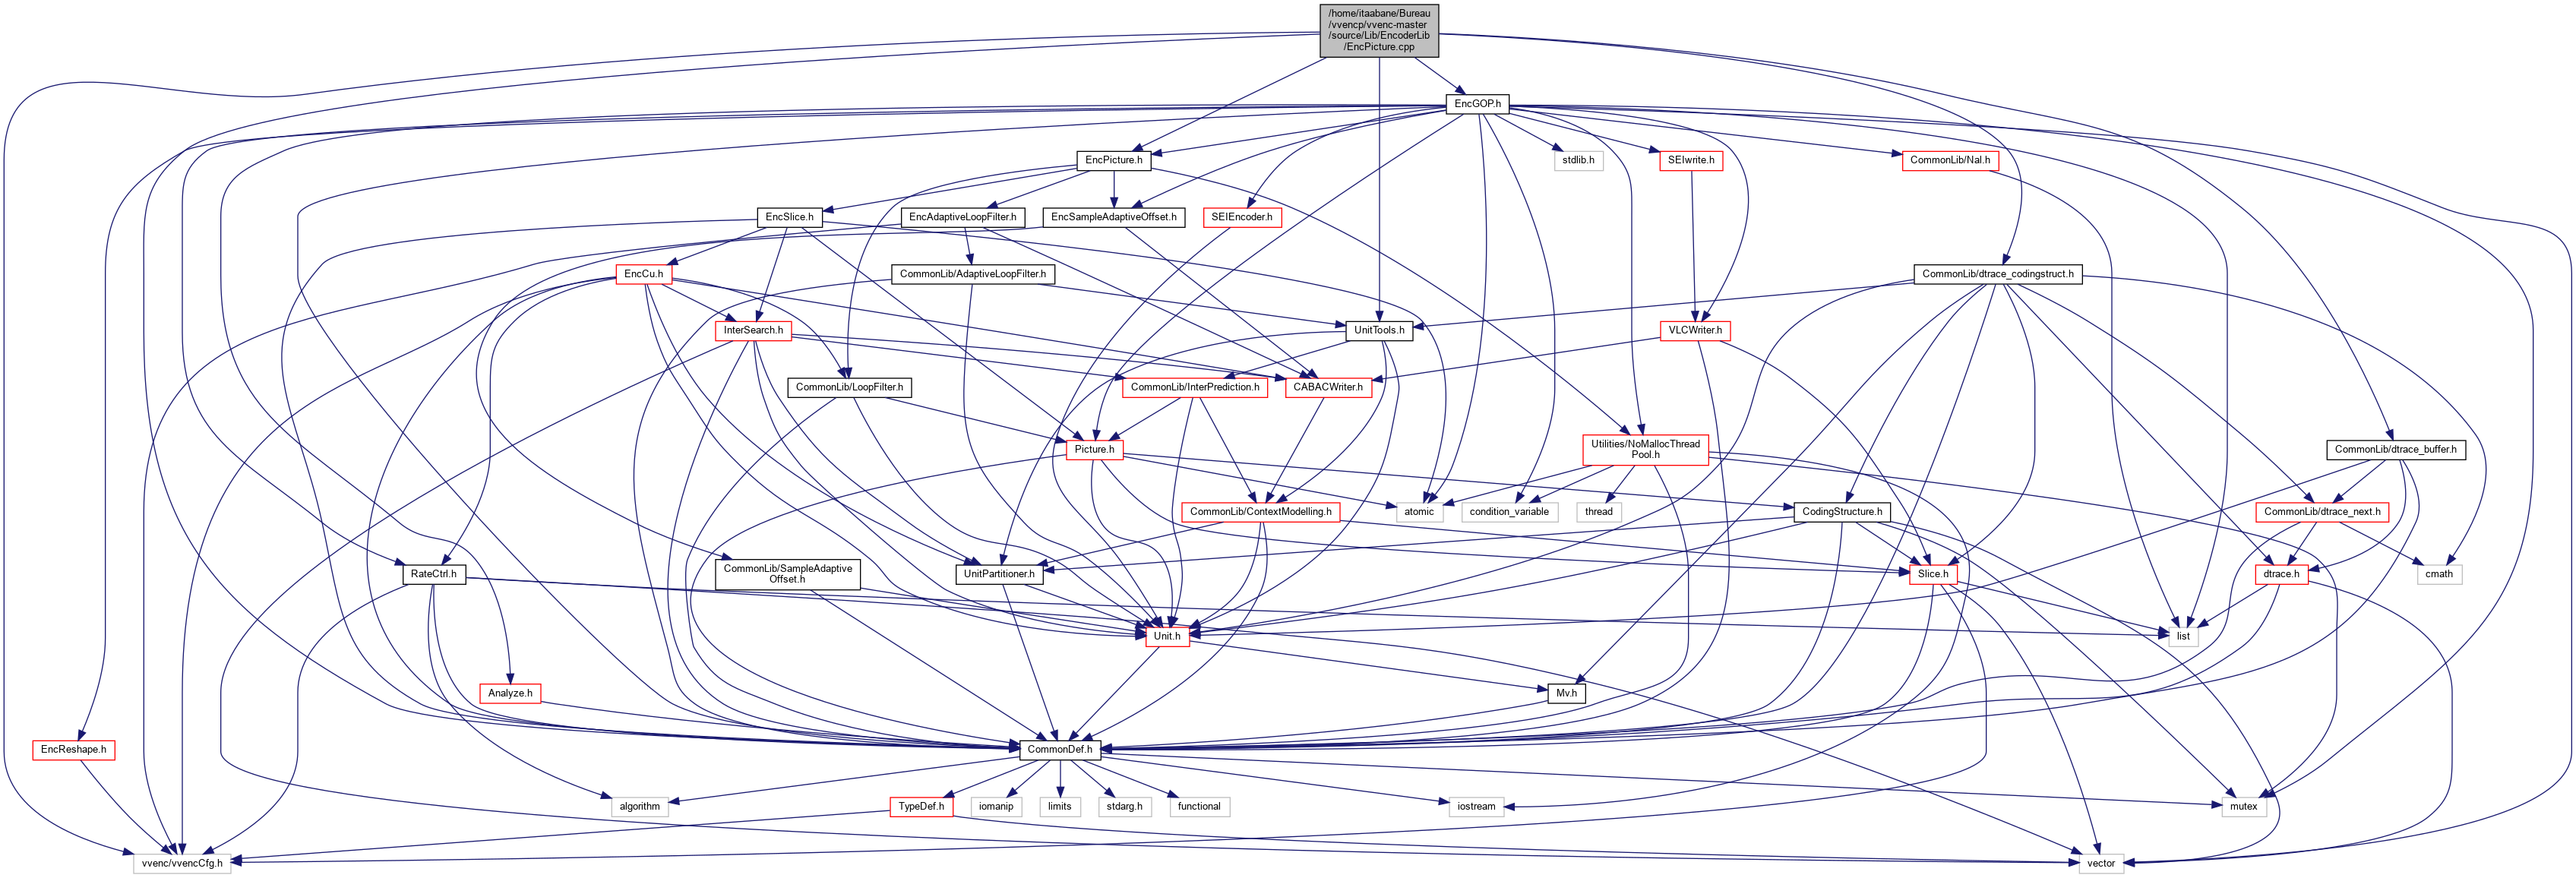 /home/itaabane/Bureau
/vvencp/vvenc-master
/source/Lib/EncoderLib
/EncPicture.cpp
EncGOP.h
EncPicture.h
stdlib.h
SEIwrite.h
CommonLib/Nal.h
EncSlice.h
EncAdaptiveLoopFilter.h
EncSampleAdaptiveOffset.h
SEIEncoder.h
EncCu.h
CommonLib/AdaptiveLoopFilter.h
CommonLib/dtrace_codingstruct.h
InterSearch.h
UnitTools.h
VLCWriter.h
CommonLib/LoopFilter.h
CommonLib/InterPrediction.h
CABACWriter.h
Picture.h
Utilities/NoMallocThread
Pool.h
CommonLib/dtrace_buffer.h
CommonLib/ContextModelling.h
atomic
condition_variable
thread
CodingStructure.h
CommonLib/dtrace_next.h
RateCtrl.h
CommonLib/SampleAdaptive
Offset.h
UnitPartitioner.h
Slice.h
dtrace.h
cmath
Unit.h
list
Analyze.h
Mv.h
EncReshape.h
CommonDef.h
algorithm
TypeDef.h
iomanip
limits
stdarg.h
functional
iostream
mutex
vvenc/vvencCfg.h
vector